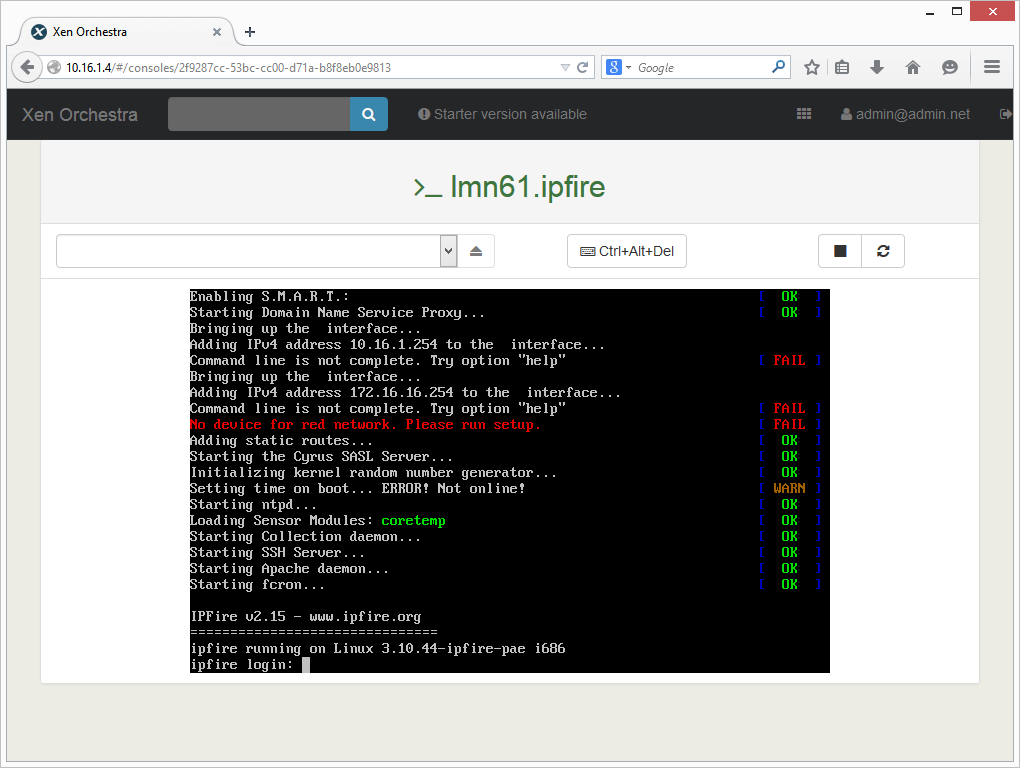 Xen Orchestra
10.16.1.4/#/consoles/2f9287cc-53bc-cc00-d71a-b8f8eb0e9813
Google
Xen Orchestra
Starter version available
admin@admin.net
>_ lmn61.ipfire
Ctrl+Alt+Del
Enabling S.M.A.R.T.: [ OK ]
Starting Domain Name Service Proxy... [ OK ]
Bringing up the  interface...
Adding IPv4 address 10.16.1.254 to the  interface...
Command line is not complete. Try option "help" [ FAIL ]
Bringing up the  interface...
Adding IPv4 address 172.16.16.254 to the  interface...
Command line is not complete. Try option "help" [ FAIL ]
No device for red network. Please run setup. [ FAIL ]
Adding static routes... [ OK ]
Starting the Cyrus SASL Server... [ OK ]
Initializing kernel random number generator... [ OK ]
Setting time on boot... ERROR! Not online! [ WARN ]
Starting ntpd... [ OK ]
Loading Sensor Modules: coretemp [ OK ]
Starting Collection daemon... [ OK ]
Starting SSH Server... [ OK ]
Starting Apache daemon... [ OK ]
Starting fcron... [ OK ]
IPFire v2.15 - www.ipfire.org
===============================
ipfire running on Linux 3.10.44-ipfire-pae i686
ipfire login: